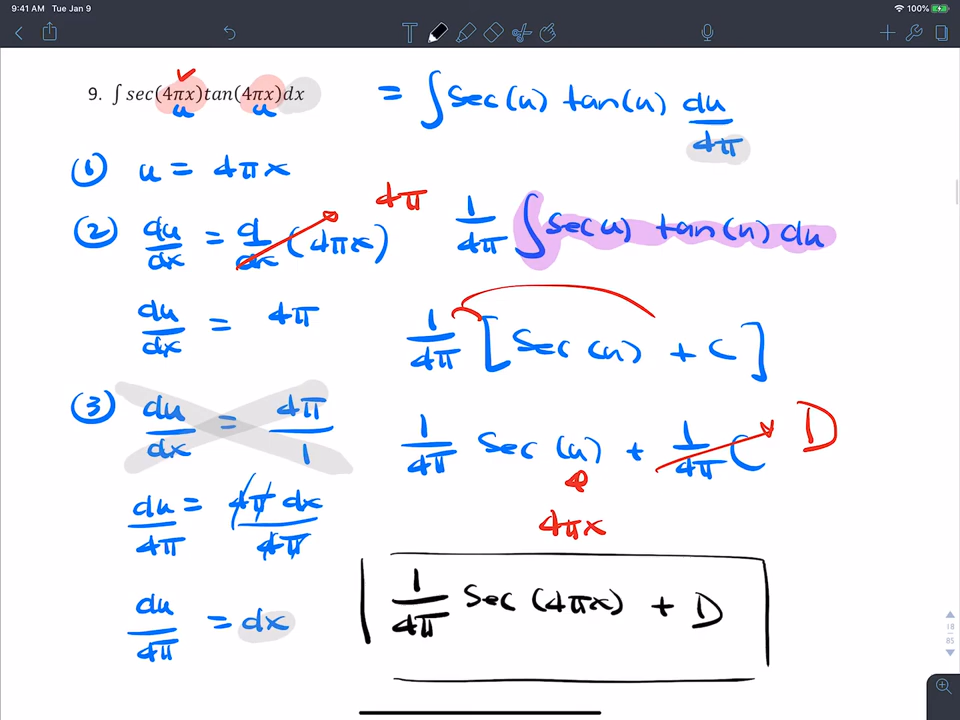 9:41 AM Tue Jan 9
100%
T
9. ∫ sec(4πx)tan(4πx)dx
u u
= ∫ sec(u) tan(u) du/4π
① u = 4πx
② du/dx = d/dx (4πx) 4π
1/4π ∫ sec(u) tan(u) du
du/dx = 4π
1/4π [sec(u) + C]
③ du/dx = 4π/1
1/4π sec(u) + 1/4π C D
4πx
du/4π = 4π dx/4π
du/4π = dx
1/4π sec(4πx) + D
18
85